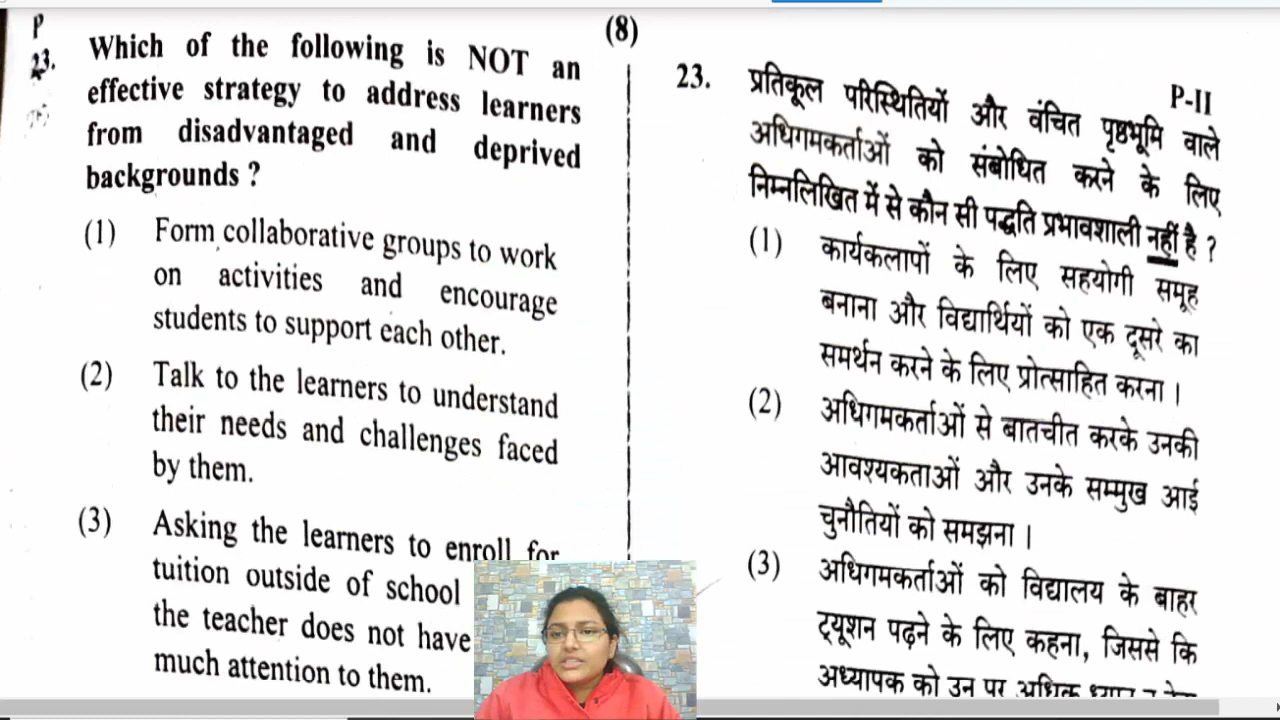 (8)
P
23. Which of the following is NOT an
effective strategy to address learners
from disadvantaged and deprived
backgrounds ?
(1) Form collaborative groups to work
on activities and encourage
students to support each other.
(2) Talk to the learners to understand
their needs and challenges faced
by them.
(3) Asking the learners to enroll for
tuition outside of school
the teacher does not have
much attention to them.
P-II
23. प्रतिकूल परिस्थितियों और वंचित पृष्ठभूमि वाले
अधिगमकर्ताओं को संबोधित करने के लिए
निम्नलिखित में से कौन सी पद्धति प्रभावशाली नहीं है ?
(1) कार्यकलापों के लिए सहयोगी समूह
बनाना और विद्यार्थियों को एक दूसरे का
समर्थन करने के लिए प्रोत्साहित करना ।
(2) अधिगमकर्ताओं से बातचीत करके उनकी
आवश्यकताओं और उनके सम्मुख आई
चुनौतियों को समझना ।
(3) अधिगमकर्ताओं को विद्यालय के बाहर
ट्यूशन पढ़ने के लिए कहना, जिससे कि
अध्यापक को उन पर अधिक